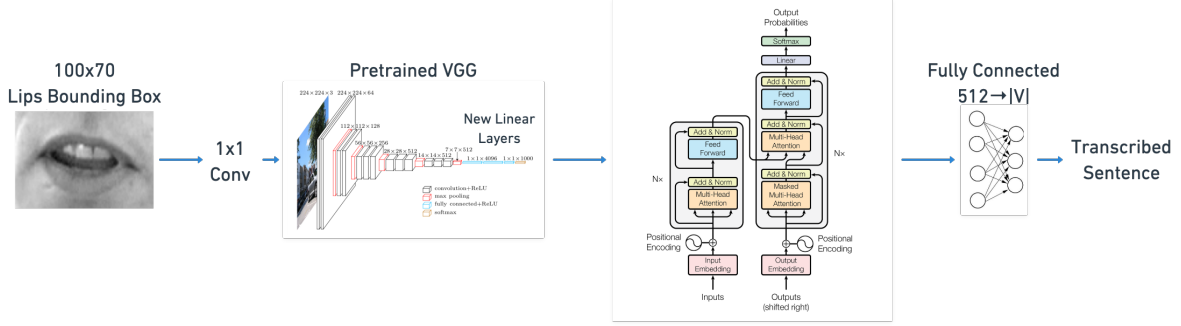 100x70
Lips Bounding Box
1x1
Conv
Pretrained VGG
224×224×3
224×224×64
112×112×128
56×56×256
28×28×512
14×14×512
7×7×512
1×1×4096
1×1×1000
convolution+ReLU
max pooling
fully connected+ReLU
softmax
New Linear
Layers
Output
Probabilities
Softmax
Linear
Add & Norm
Feed
Forward
Add & Norm
Multi-Head
Attention
Add & Norm
Feed
Forward
Nx
Add & Norm
Multi-Head
Attention
Add & Norm
Masked
Multi-Head
Attention
Nx
Positional
Encoding
Positional
Encoding
Input
Embedding
Output
Embedding
Inputs
Outputs
(shifted right)
Fully Connected
512→|V|
Transcribed
Sentence